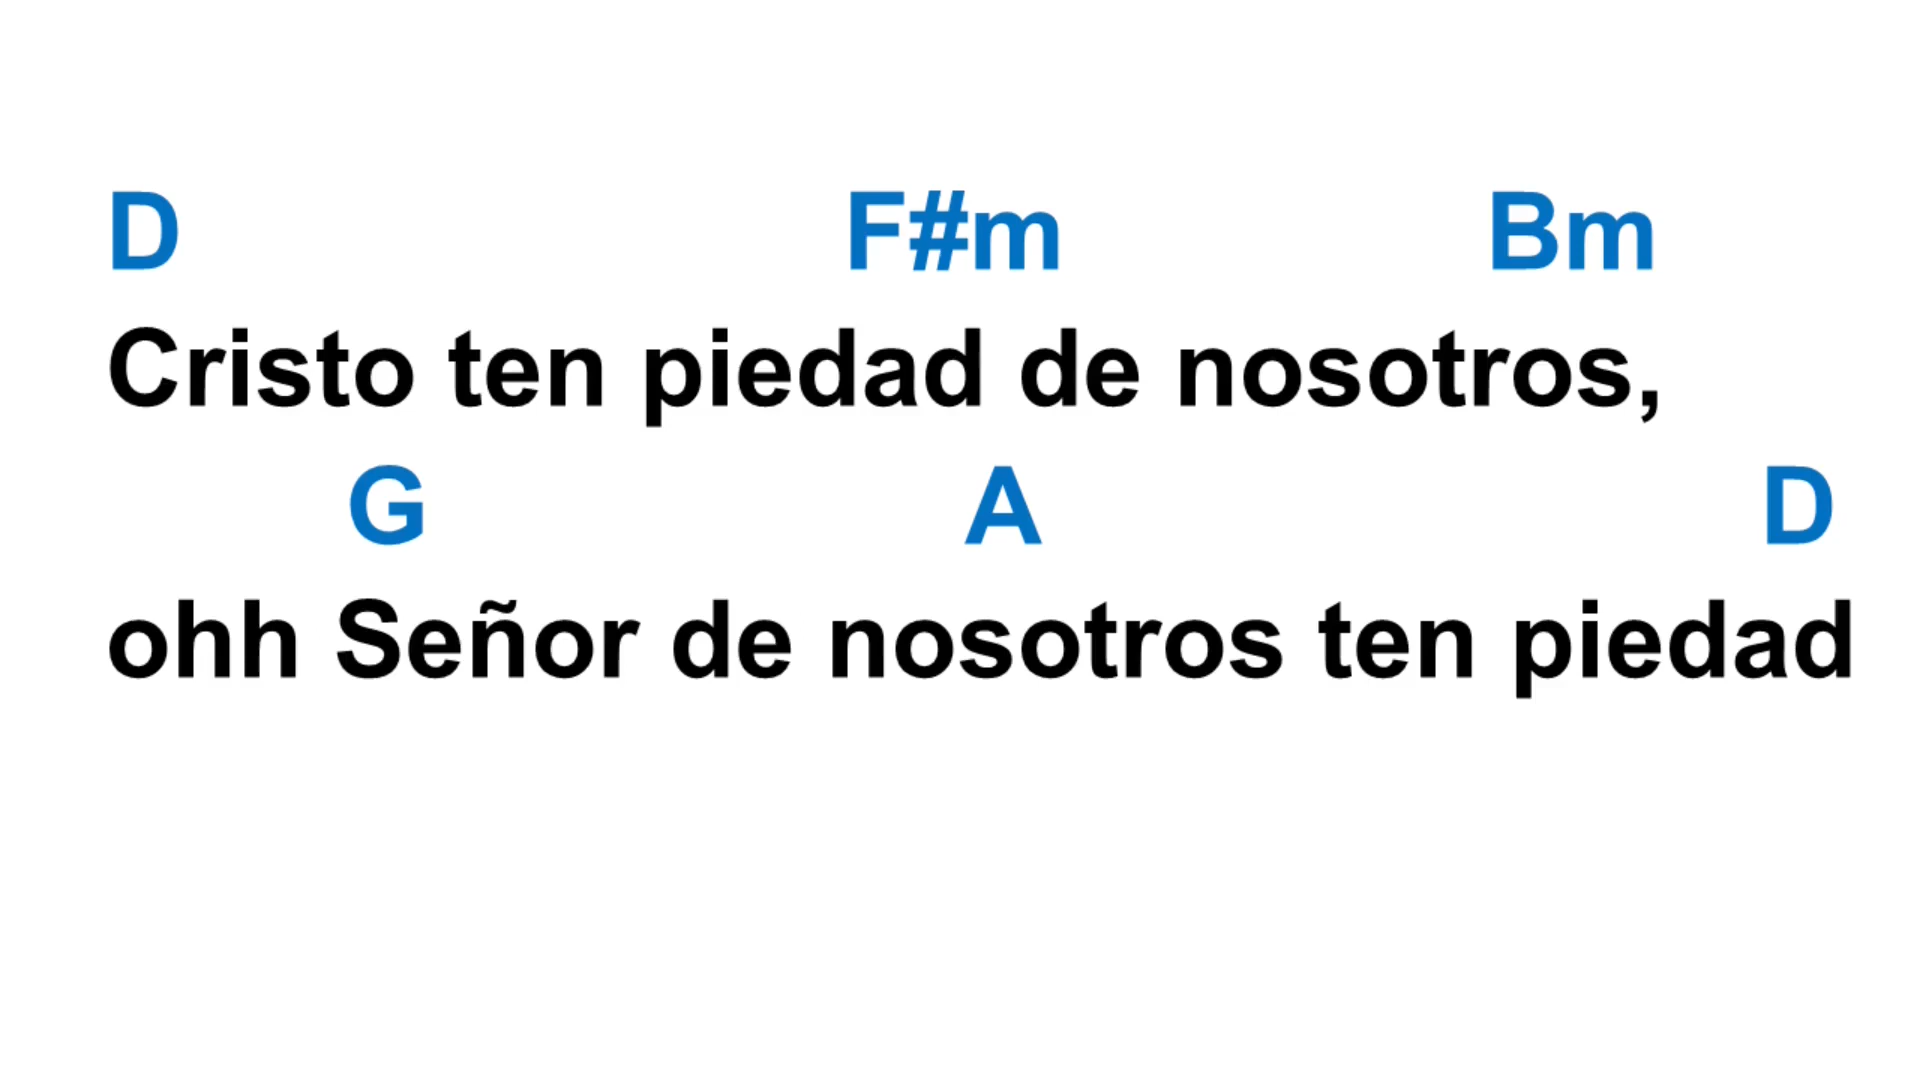 D F#m Bm
Cristo ten piedad de nosotros,
G A D
ohh Señor de nosotros ten piedad